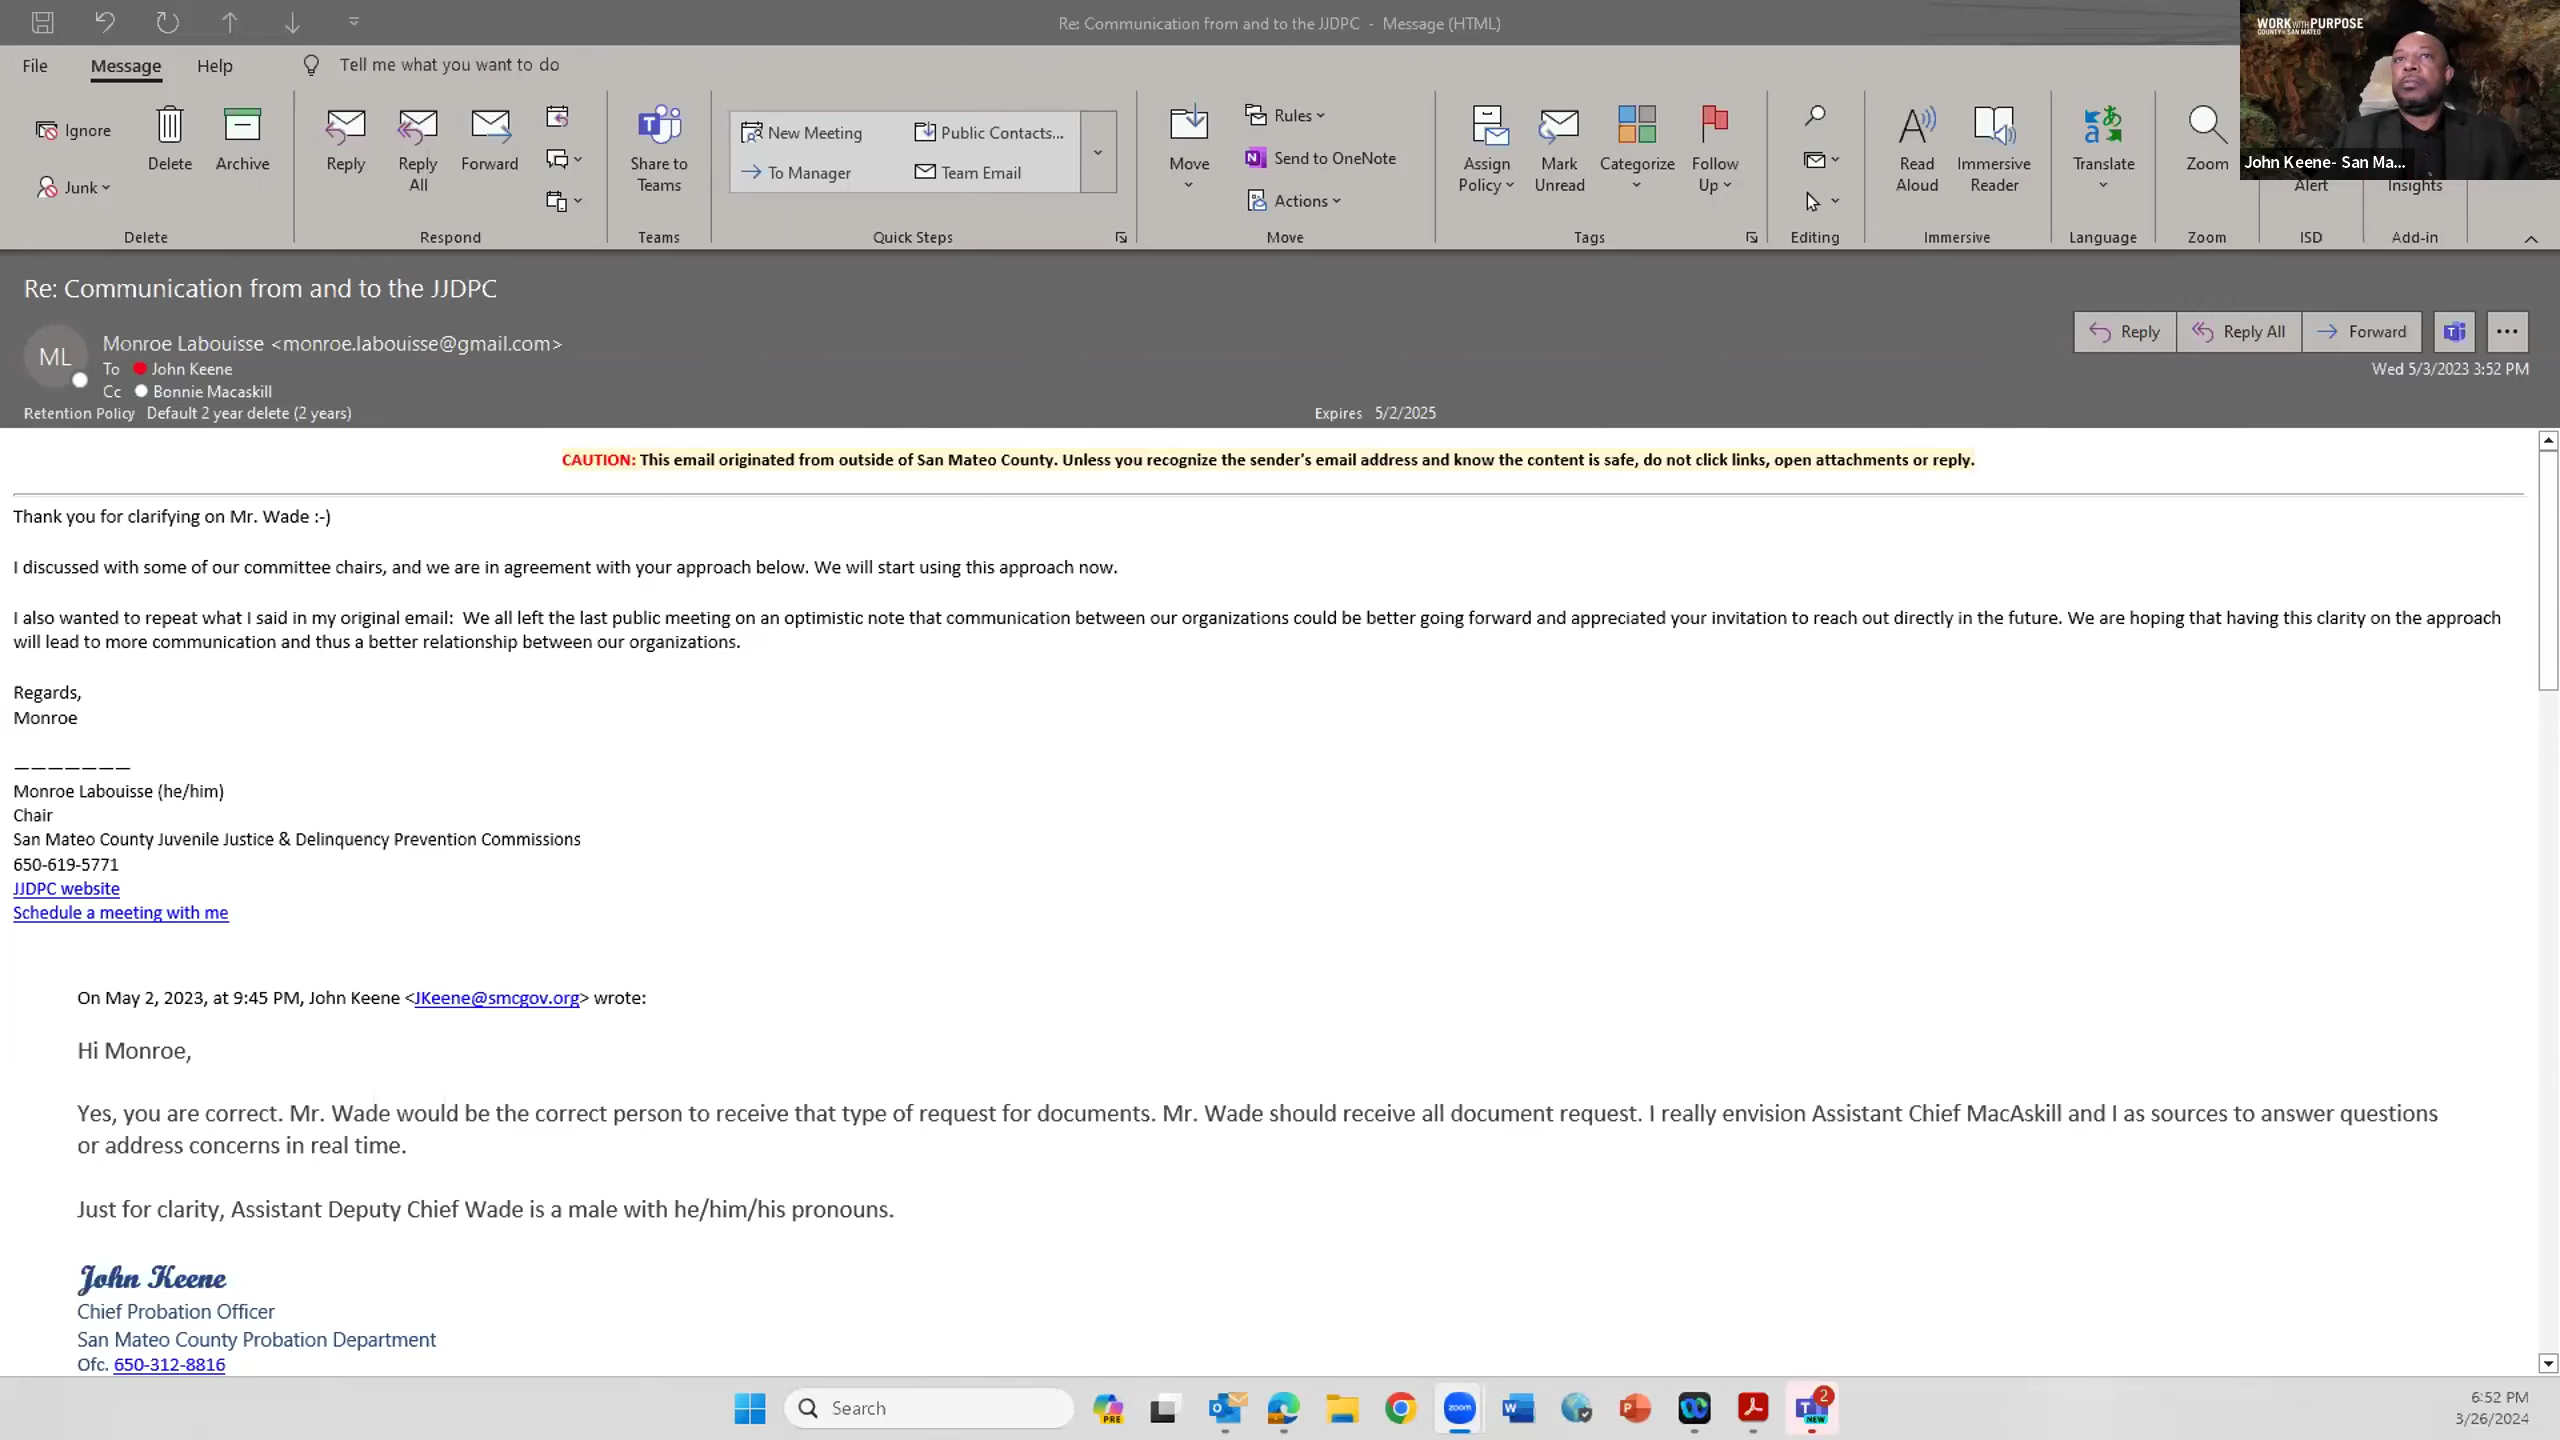 Re: Communication from and to the JJDPC - Message (HTML)
WORK WITH PURPOSE
COUNTY OF SAN MATEO
John Keene- San Ma...
File Message Help Tell me what you want to do
Ignore
Junk
Delete
Archive
Delete
Reply
Reply All
Forward
Respond
Share to Teams
Teams
New Meeting
To Manager
Public Contacts...
Team Email
Quick Steps
Move
Rules
Send to OneNote
Actions
Move
Assign Policy
Mark Unread
Categorize
Follow Up
Tags
Editing
Read Aloud
Immersive Reader
Immersive
Translate
Language
Zoom
Zoom
Alert
ISD
Insights
Add-in
Re: Communication from and to the JJDPC
ML
Monroe Labouisse <monroe.labouisse@gmail.com>
To John Keene
Cc Bonnie Macaskill
Retention Policy Default 2 year delete (2 years)
Expires 5/2/2025
Reply Reply All Forward
Wed 5/3/2023 3:52 PM
CAUTION: This email originated from outside of San Mateo County. Unless you recognize the sender's email address and know the content is safe, do not click links, open attachments or reply.
Thank you for clarifying on Mr. Wade :-)
I discussed with some of our committee chairs, and we are in agreement with your approach below. We will start using this approach now.
I also wanted to repeat what I said in my original email: We all left the last public meeting on an optimistic note that communication between our organizations could be better going forward and appreciated your invitation to reach out directly in the future. We are hoping that having this clarity on the approach
will lead to more communication and thus a better relationship between our organizations.
Regards,
Monroe
———————
Monroe Labouisse (he/him)
Chair
San Mateo County Juvenile Justice & Delinquency Prevention Commissions
650-619-5771
JJDPC website
Schedule a meeting with me
On May 2, 2023, at 9:45 PM, John Keene <JKeene@smcgov.org> wrote:
Hi Monroe,
Yes, you are correct. Mr. Wade would be the correct person to receive that type of request for documents. Mr. Wade should receive all document request. I really envision Assistant Chief MacAskill and I as sources to answer questions
or address concerns in real time.
Just for clarity, Assistant Deputy Chief Wade is a male with he/him/his pronouns.
John Keene
Chief Probation Officer
San Mateo County Probation Department
Ofc. 650-312-8816
Search
PRE
zoom
2
NEW
6:52 PM
3/26/2024